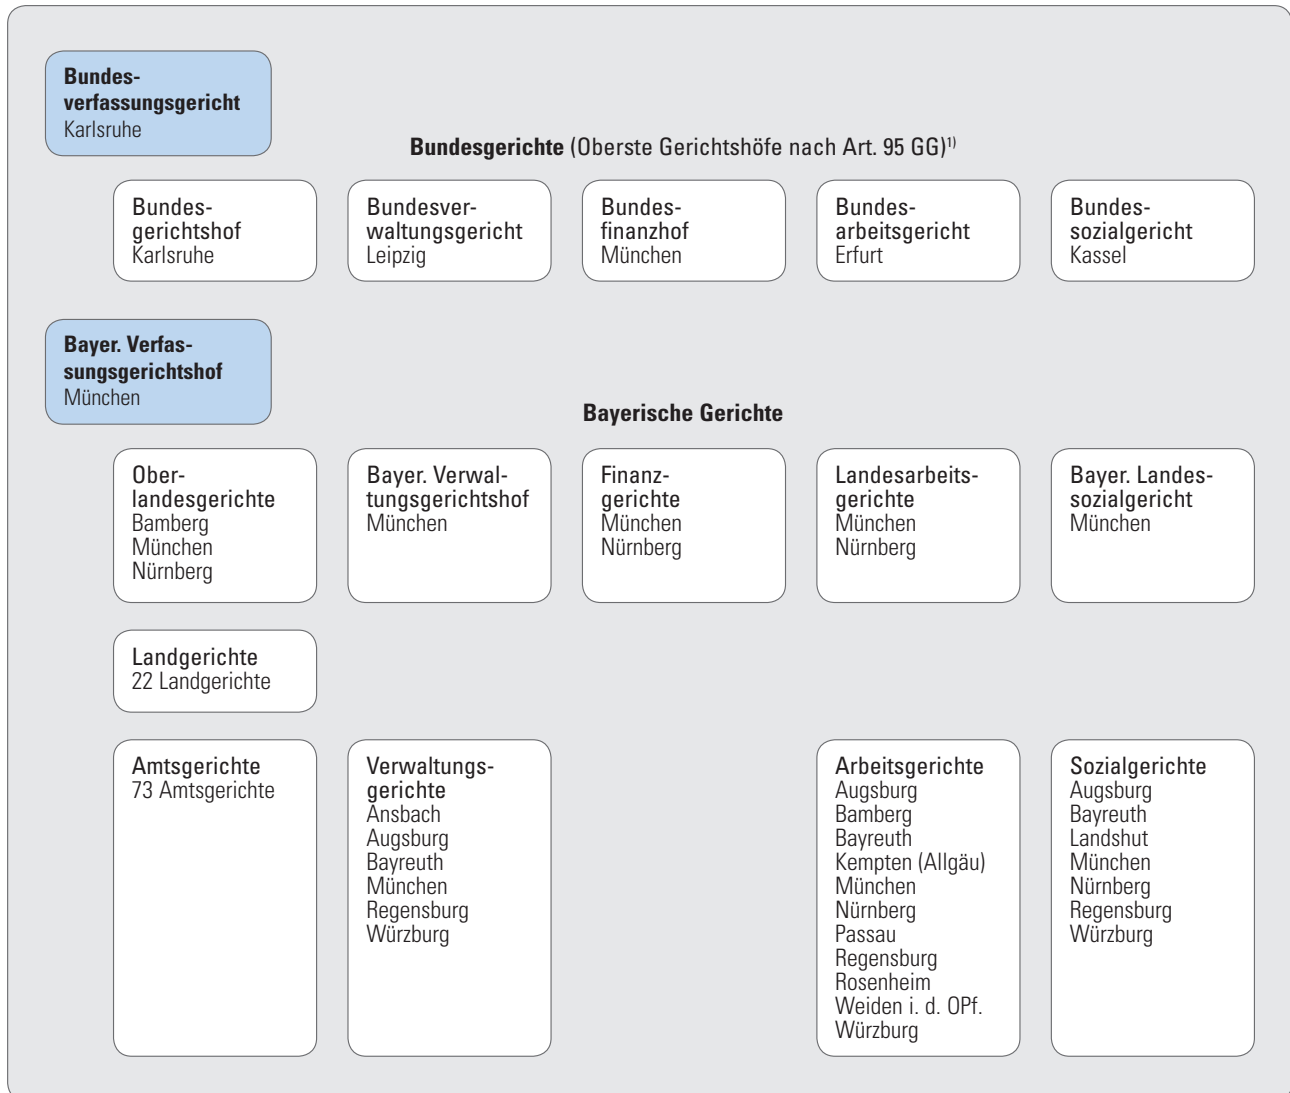 Bundes-
verfassungsgericht
Karlsruhe
Bundesgerichte (Oberste Gerichtshöfe nach Art. 95 GG)1)
Bundes-
gerichtshof
Karlsruhe
Bundesver-
waltungsgericht
Leipzig
Bundes-
finanzhof
München
Bundes-
arbeitsgericht
Erfurt
Bundes-
sozialgericht
Kassel
Bayer. Verfas-
sungsgerichtshof
München
Bayerische Gerichte
Ober-
landesgerichte
Bamberg
München
Nürnberg
Bayer. Verwal-
tungsgerichtshof
München
Finanz-
gerichte
München
Nürnberg
Landesarbeits-
gerichte
München
Nürnberg
Bayer. Landes-
sozialgericht
München
Landgerichte
22 Landgerichte
Amtsgerichte
73 Amtsgerichte
Verwaltungs-
gerichte
Ansbach
Augsburg
Bayreuth
München
Regensburg
Würzburg
Arbeitsgerichte
Augsburg
Bamberg
Bayreuth
Kempten (Allgäu)
München
Nürnberg
Passau
Regensburg
Rosenheim
Weiden i. d. OPf.
Würzburg
Sozialgerichte
Augsburg
Bayreuth
Landshut
München
Nürnberg
Regensburg
Würzburg